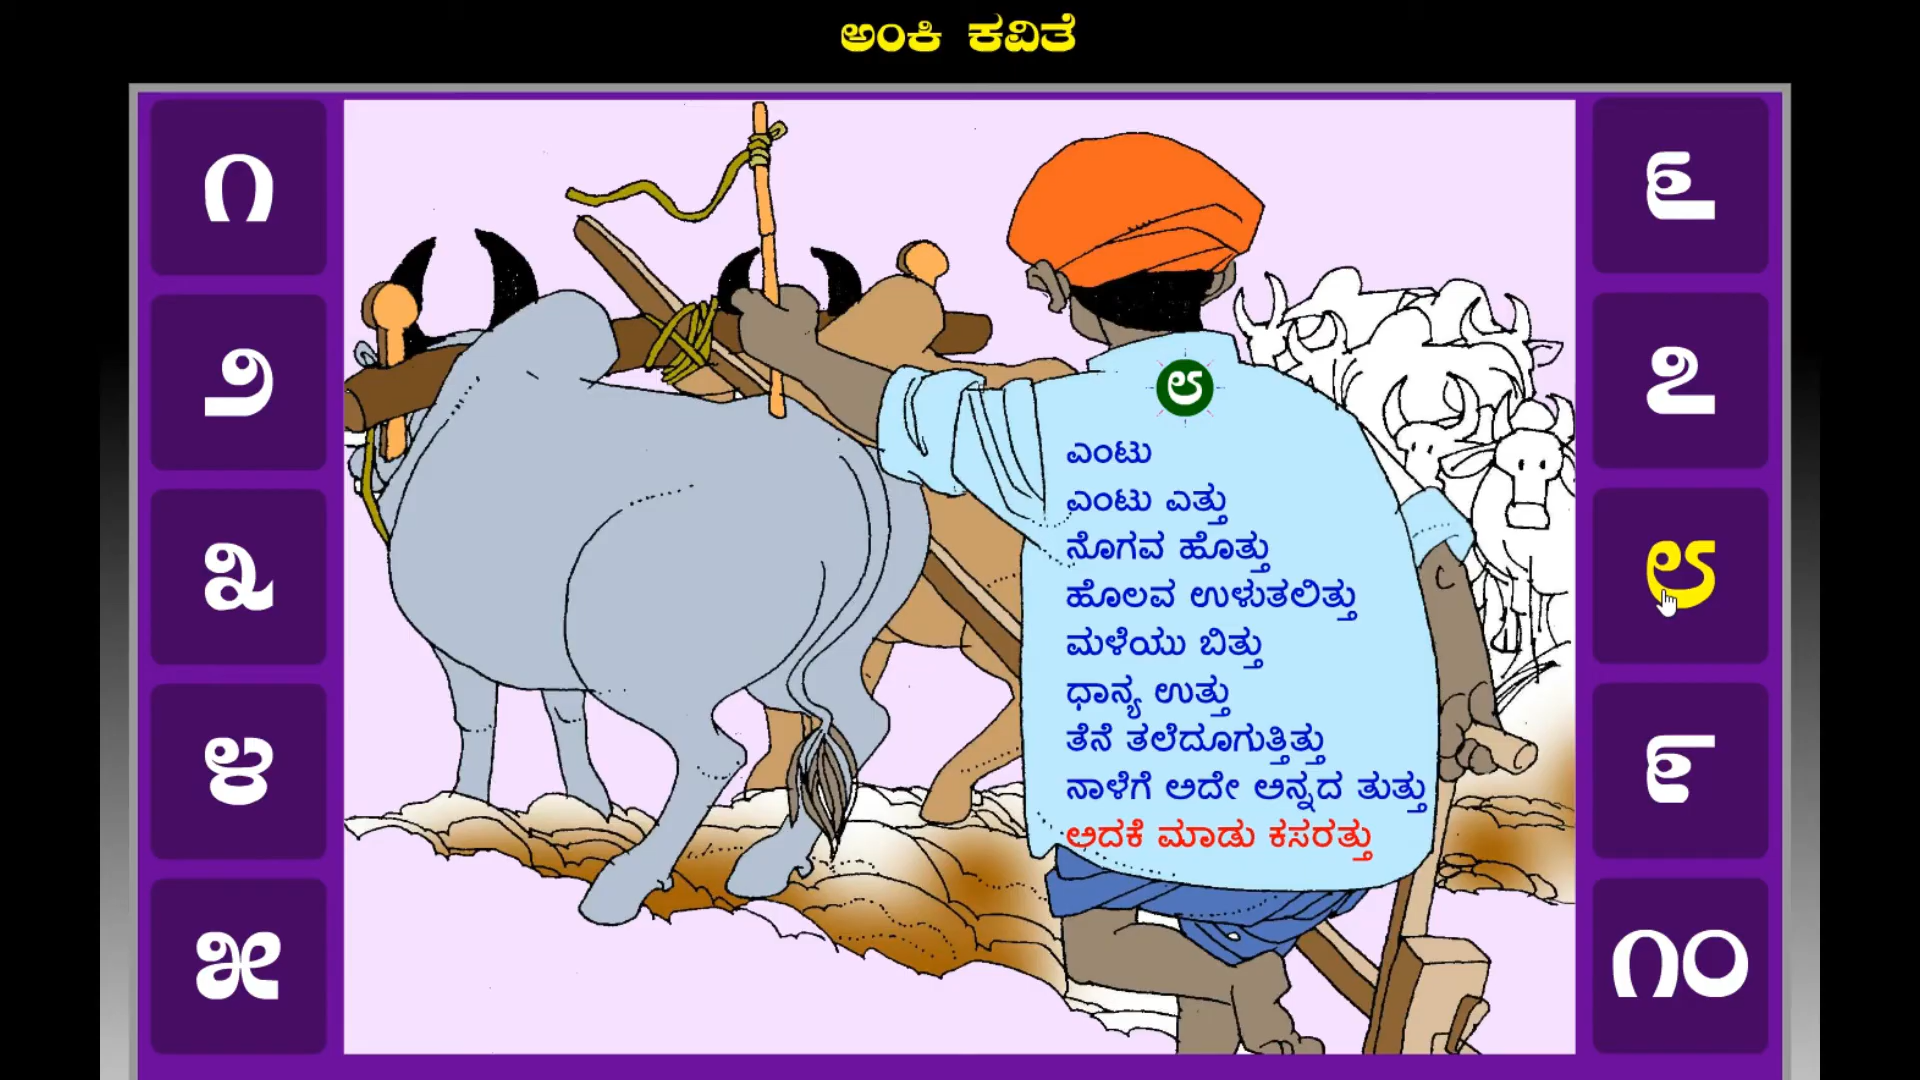 ಅಂಕಿ ಕವಿತೆ
೧
೨
೩
೪
೫
೮
ಎಂಟು
ಎಂಟು ಎತ್ತು
ನೊಗವ ಹೊತ್ತು
ಹೊಲವ ಉಳುತಲಿತ್ತು
ಮಳೆಯು ಬಿತ್ತು
ಧಾನ್ಯ ಉತ್ತು
ತೆನೆ ತಲೆದೂಗುತ್ತಿತ್ತು
ನಾಳೆಗೆ ಅದೇ ಅನ್ನದ ತುತ್ತು
ಅದಕೆ ಮಾಡು ಕಸರತ್ತು
೬
೭
೮
೯
೧೦